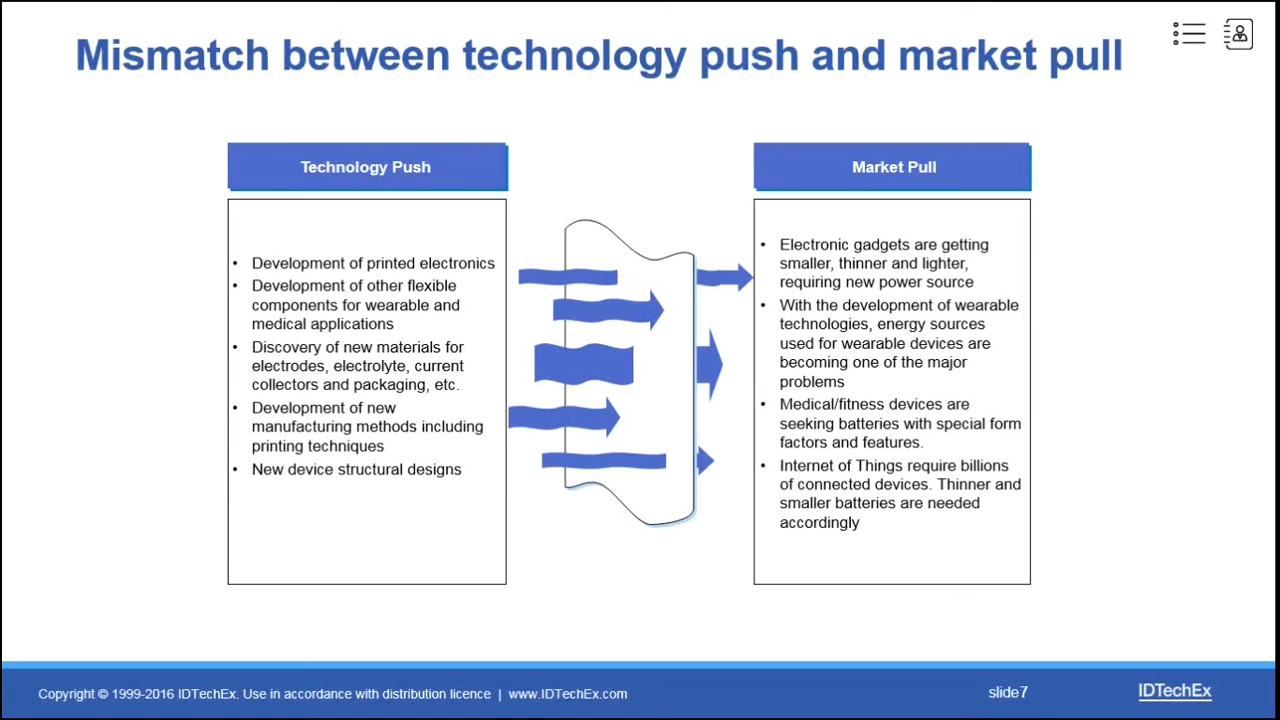 Mismatch between technology push and market pull
Technology Push
• Development of printed electronics
• Development of other flexible
components for wearable and
medical applications
• Discovery of new materials for
electrodes, electrolyte, current
collectors and packaging, etc.
• Development of new
manufacturing methods including
printing techniques
• New device structural designs
Market Pull
• Electronic gadgets are getting
smaller, thinner and lighter,
requiring new power source
• With the development of wearable
technologies, energy sources
used for wearable devices are
becoming one of the major
problems
• Medical/fitness devices are
seeking batteries with special form
factors and features.
• Internet of Things require billions
of connected devices. Thinner and
smaller batteries are needed
accordingly
Copyright © 1999-2016 IDTechEx. Use in accordance with distribution licence | www.IDTechEx.com
slide7
IDTechEx